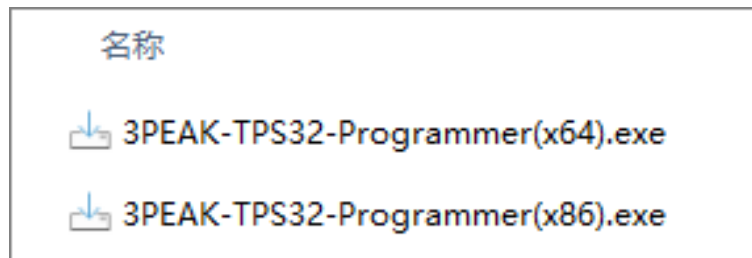 名称
3PEAK-TPS32-Programmer(x64).exe
3PEAK-TPS32-Programmer(x86).exe